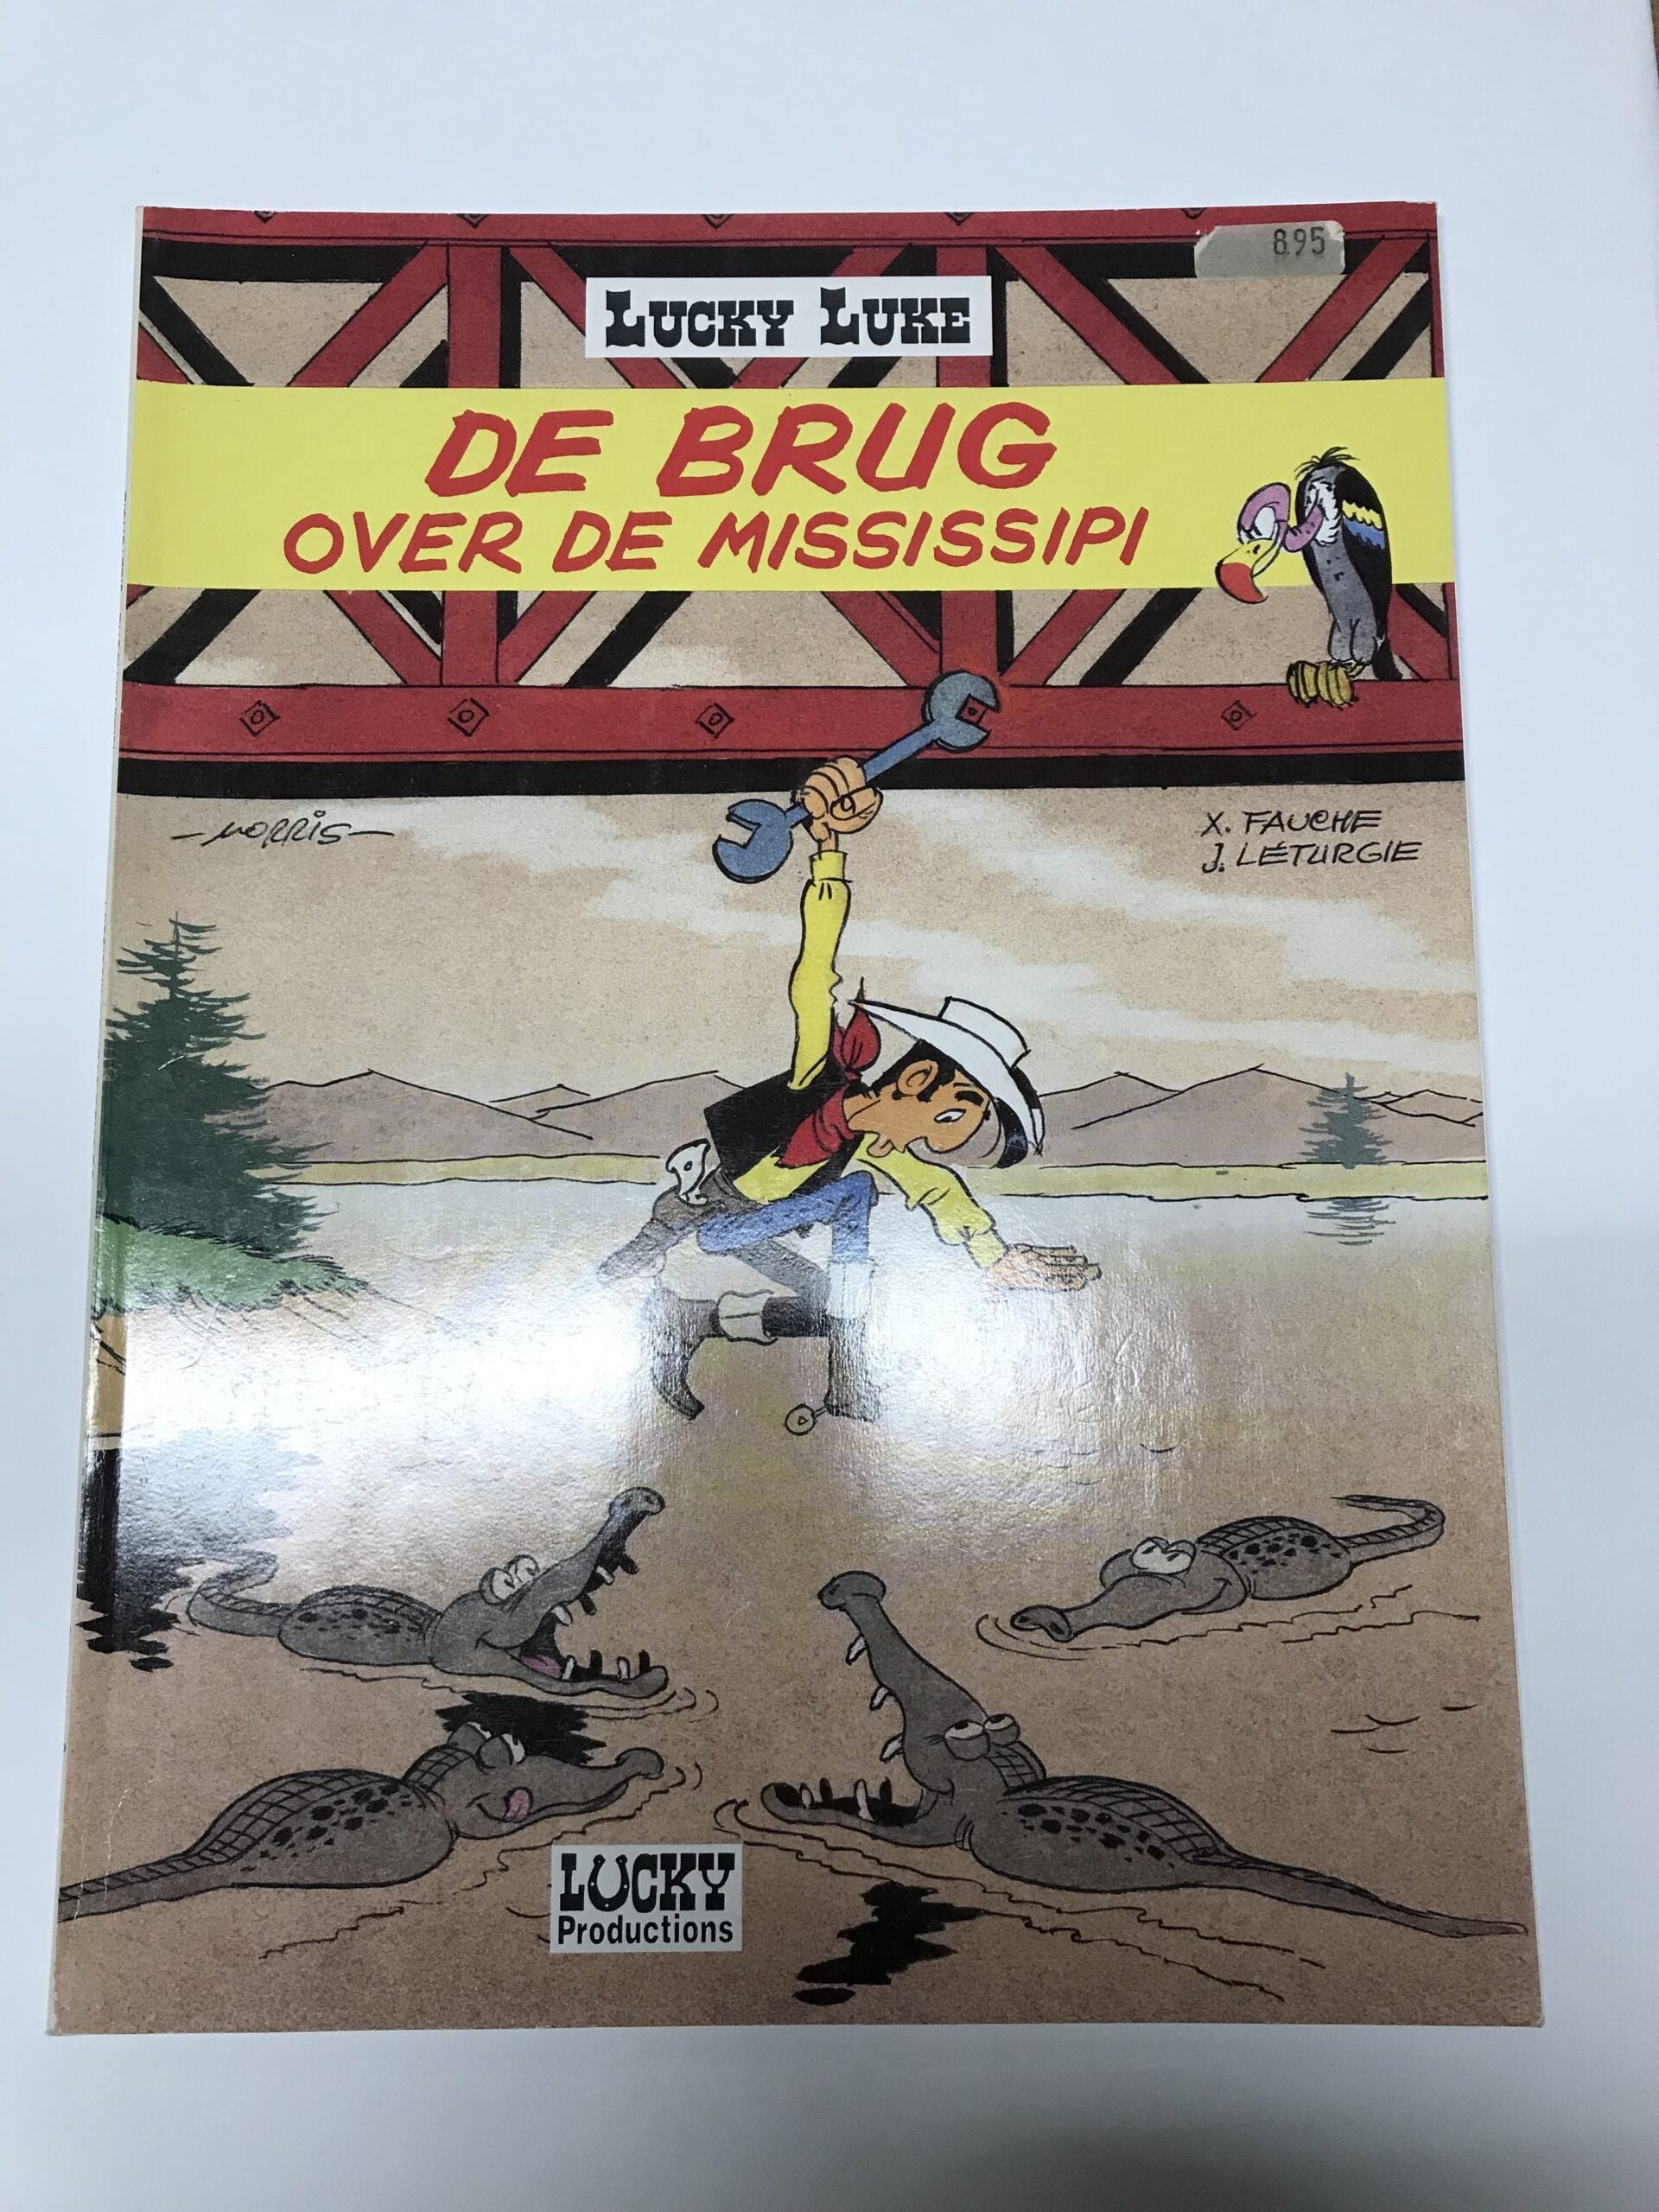 8.95
LUCKY LUKE
DE BRUG
OVER DE MISSISSIPI
-MORRIS-
X. FAUCHE
J. LÉTURGIE
LUCKY
Productions